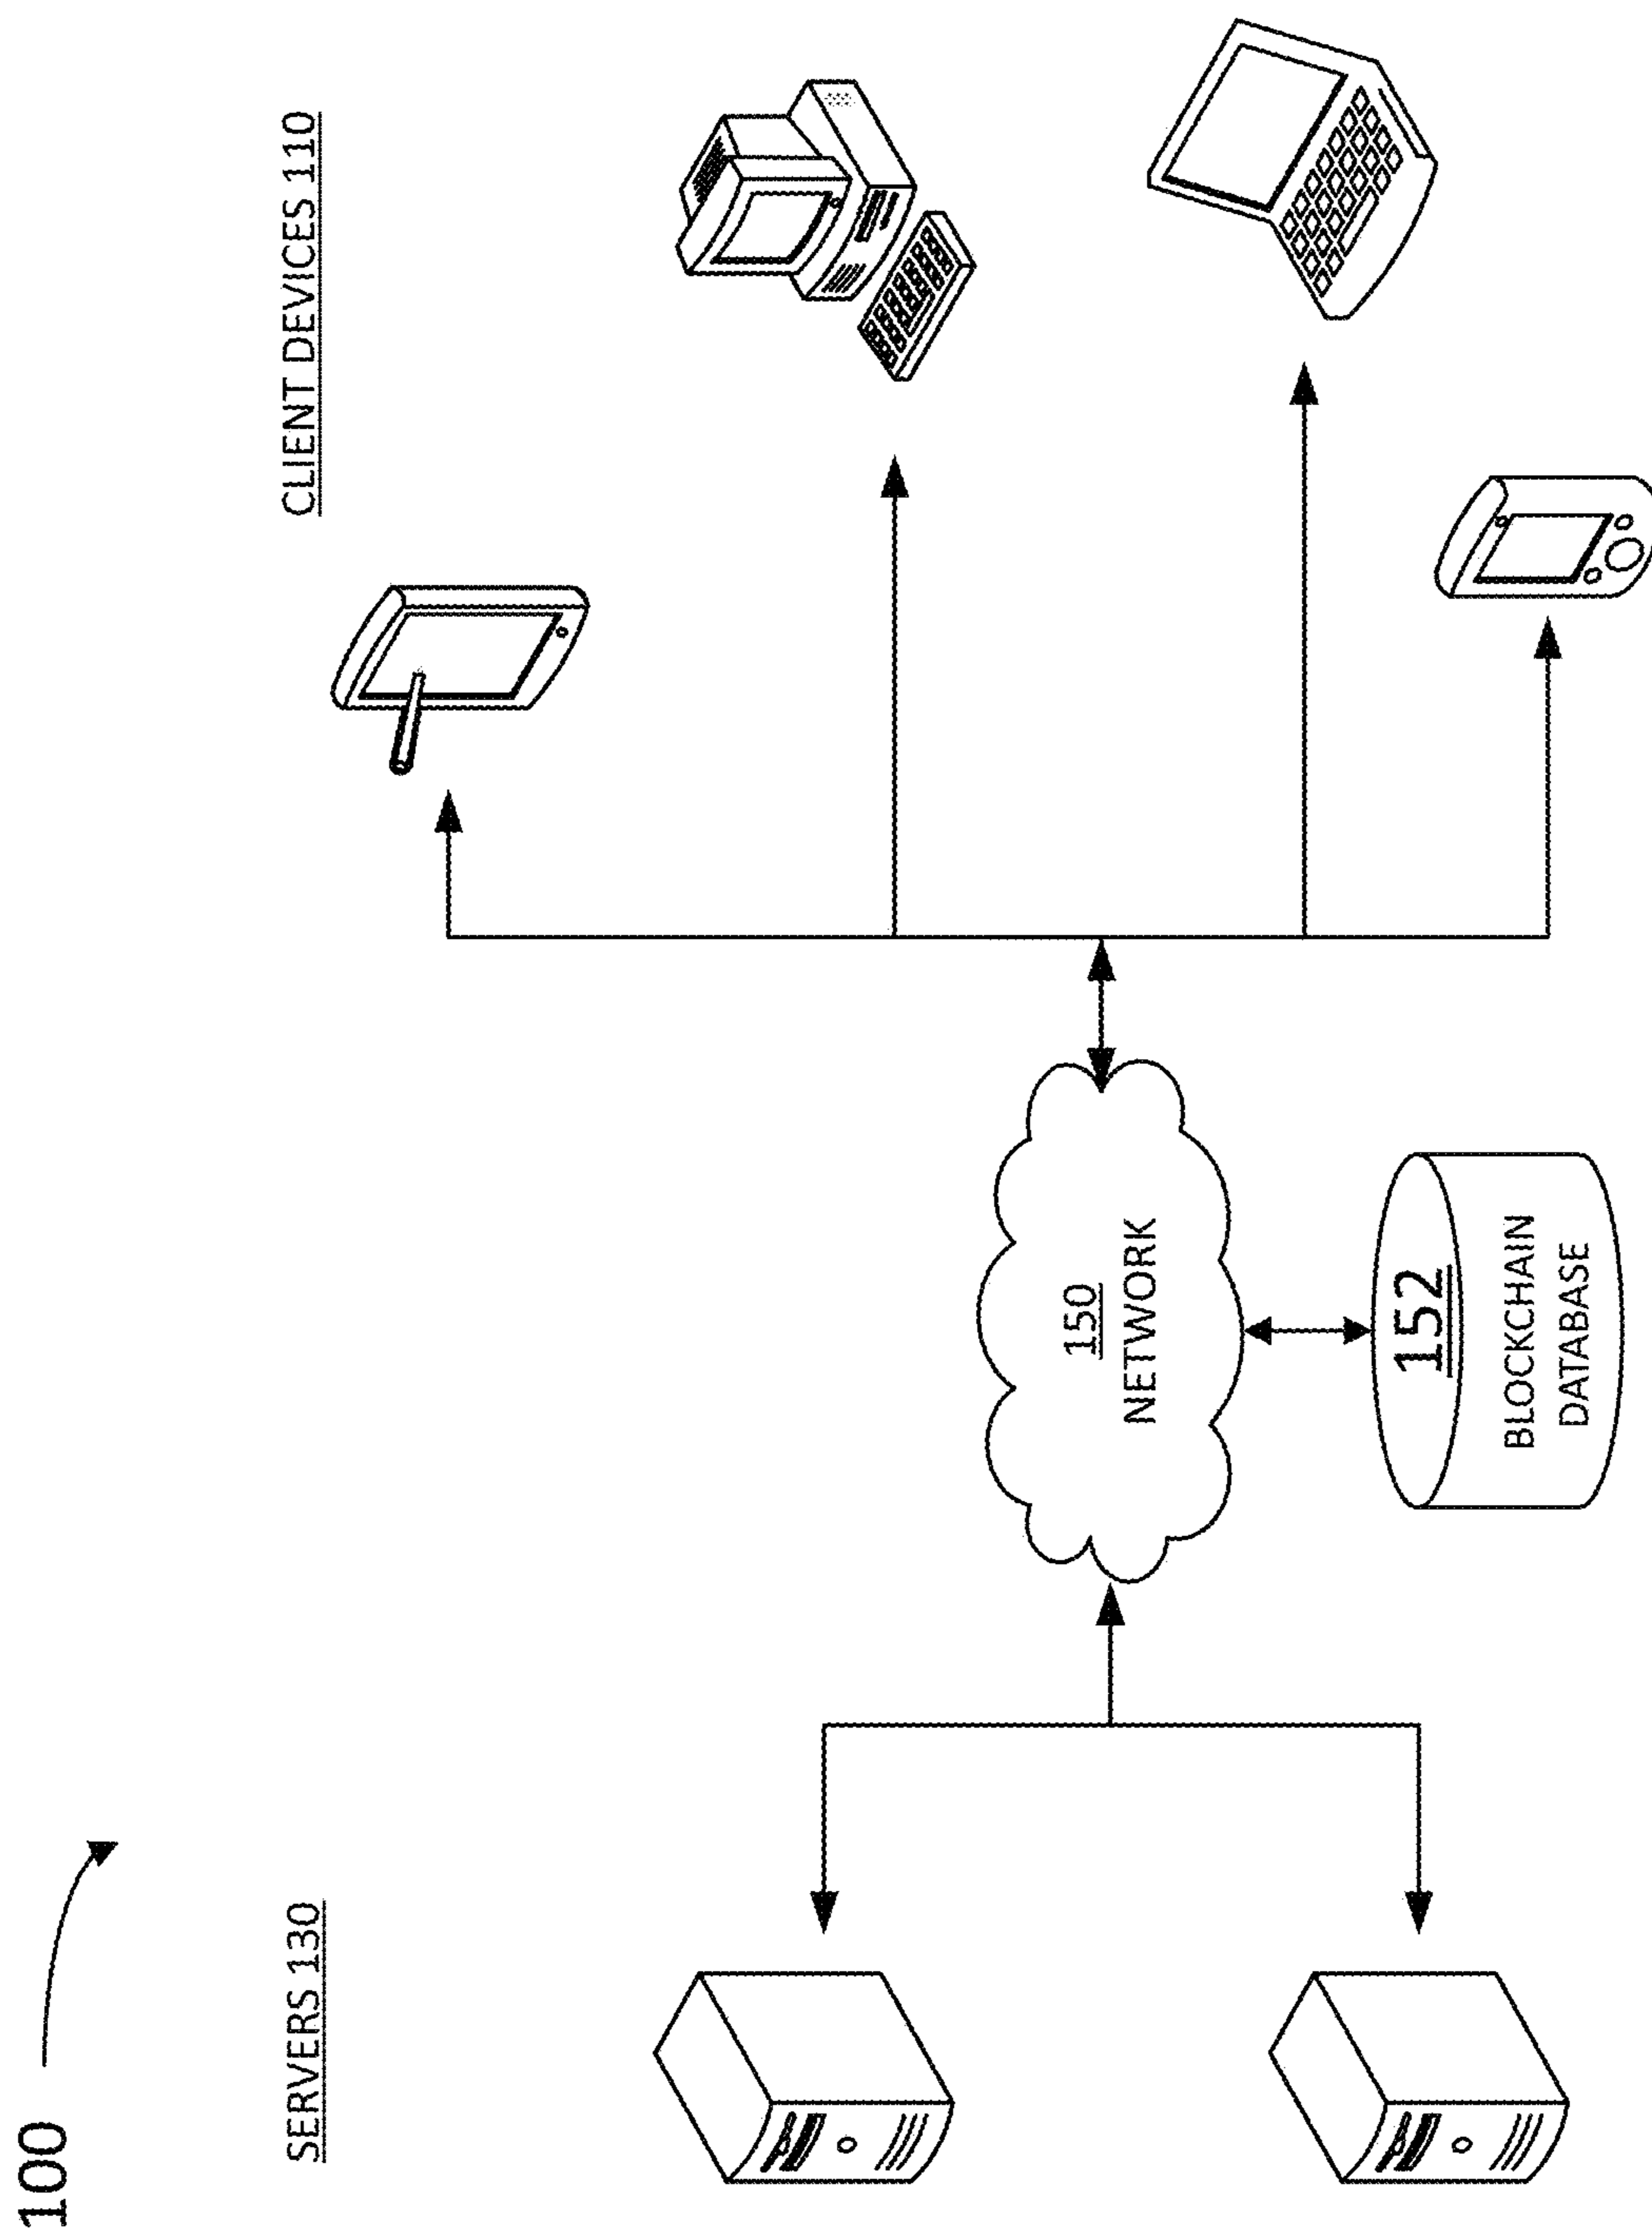 100
SERVERS 130
CLIENT DEVICES 110
150
NETWORK
152
BLOCKCHAIN
DATABASE